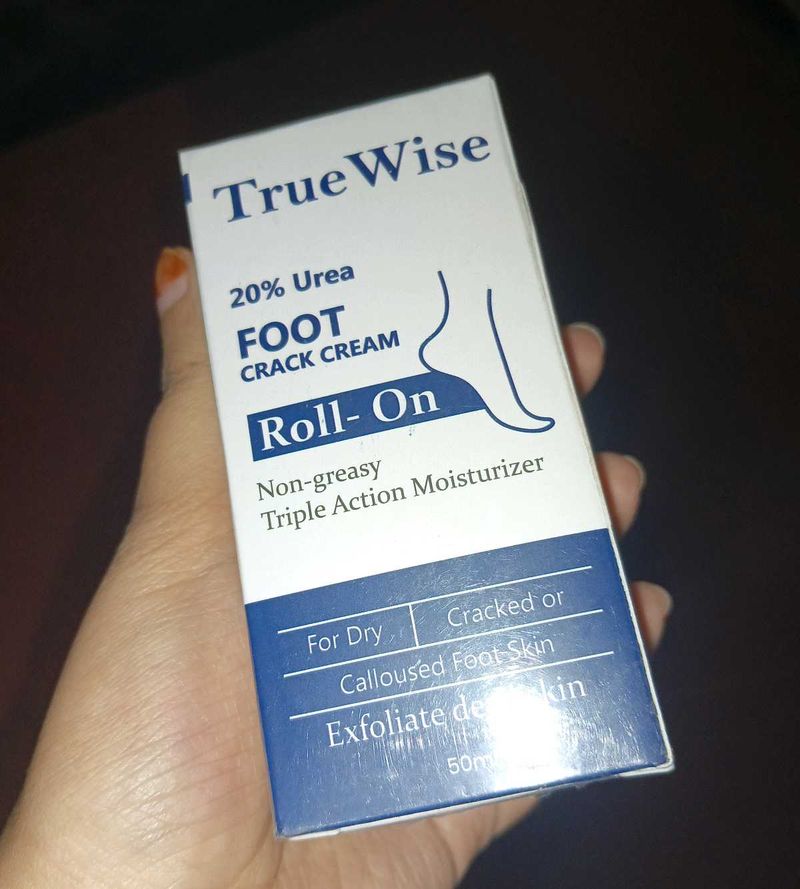 TrueWise
20% Urea
FOOT
CRACK CREAM
Roll- On
Non-greasy
Triple Action Moisturizer
For Dry
Cracked or
Calloused Foot Skin
Exfoliate